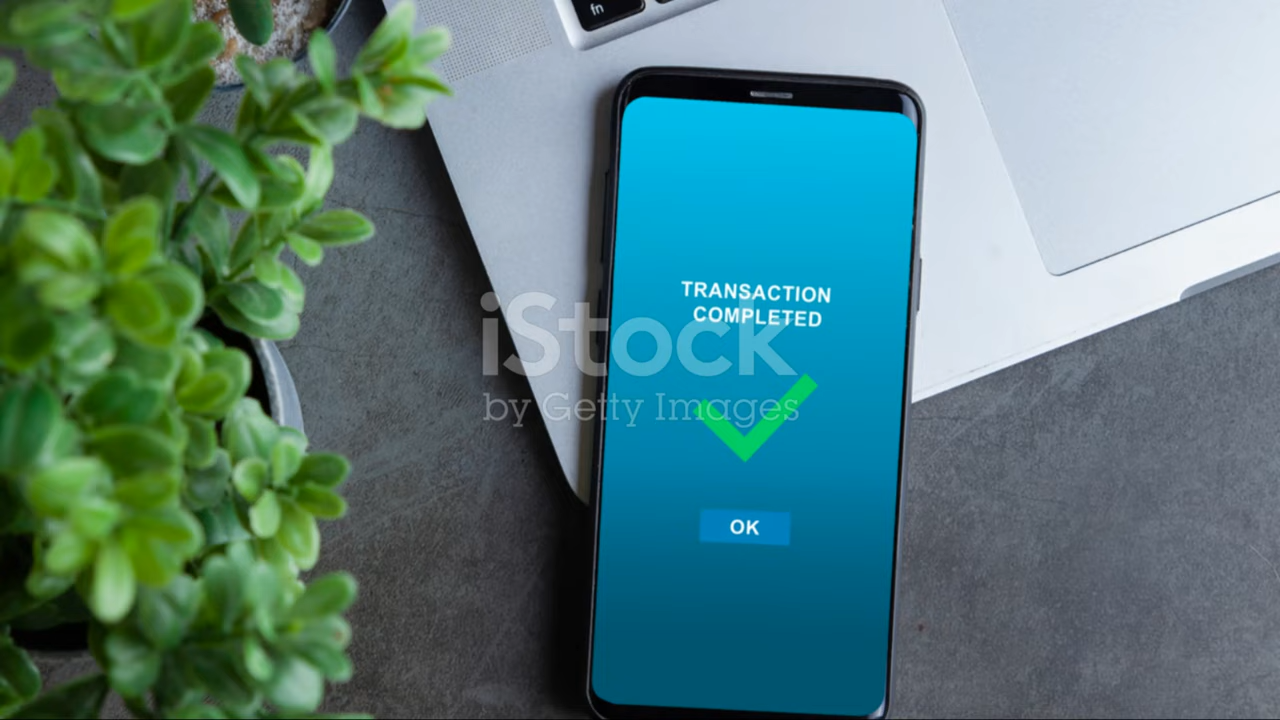 fn
TRANSACTION
COMPLETED
iStock
by Getty Images
OK